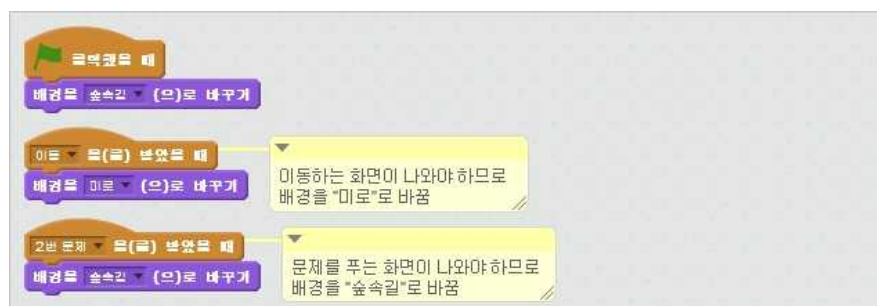 클릭했을 때
배경을 숲속길 (으)로 바꾸기
이동 을(를) 받았을 때
배경을 미로 (으)로 바꾸기
이동하는 화면이 나와야 하므로
배경을 "미로"로 바꿈
2번 문제 을(를) 받았을 때
배경을 숲속길 (으)로 바꾸기
문제를 푸는 화면이 나와야 하므로
배경을 "숲속길"로 바꿈